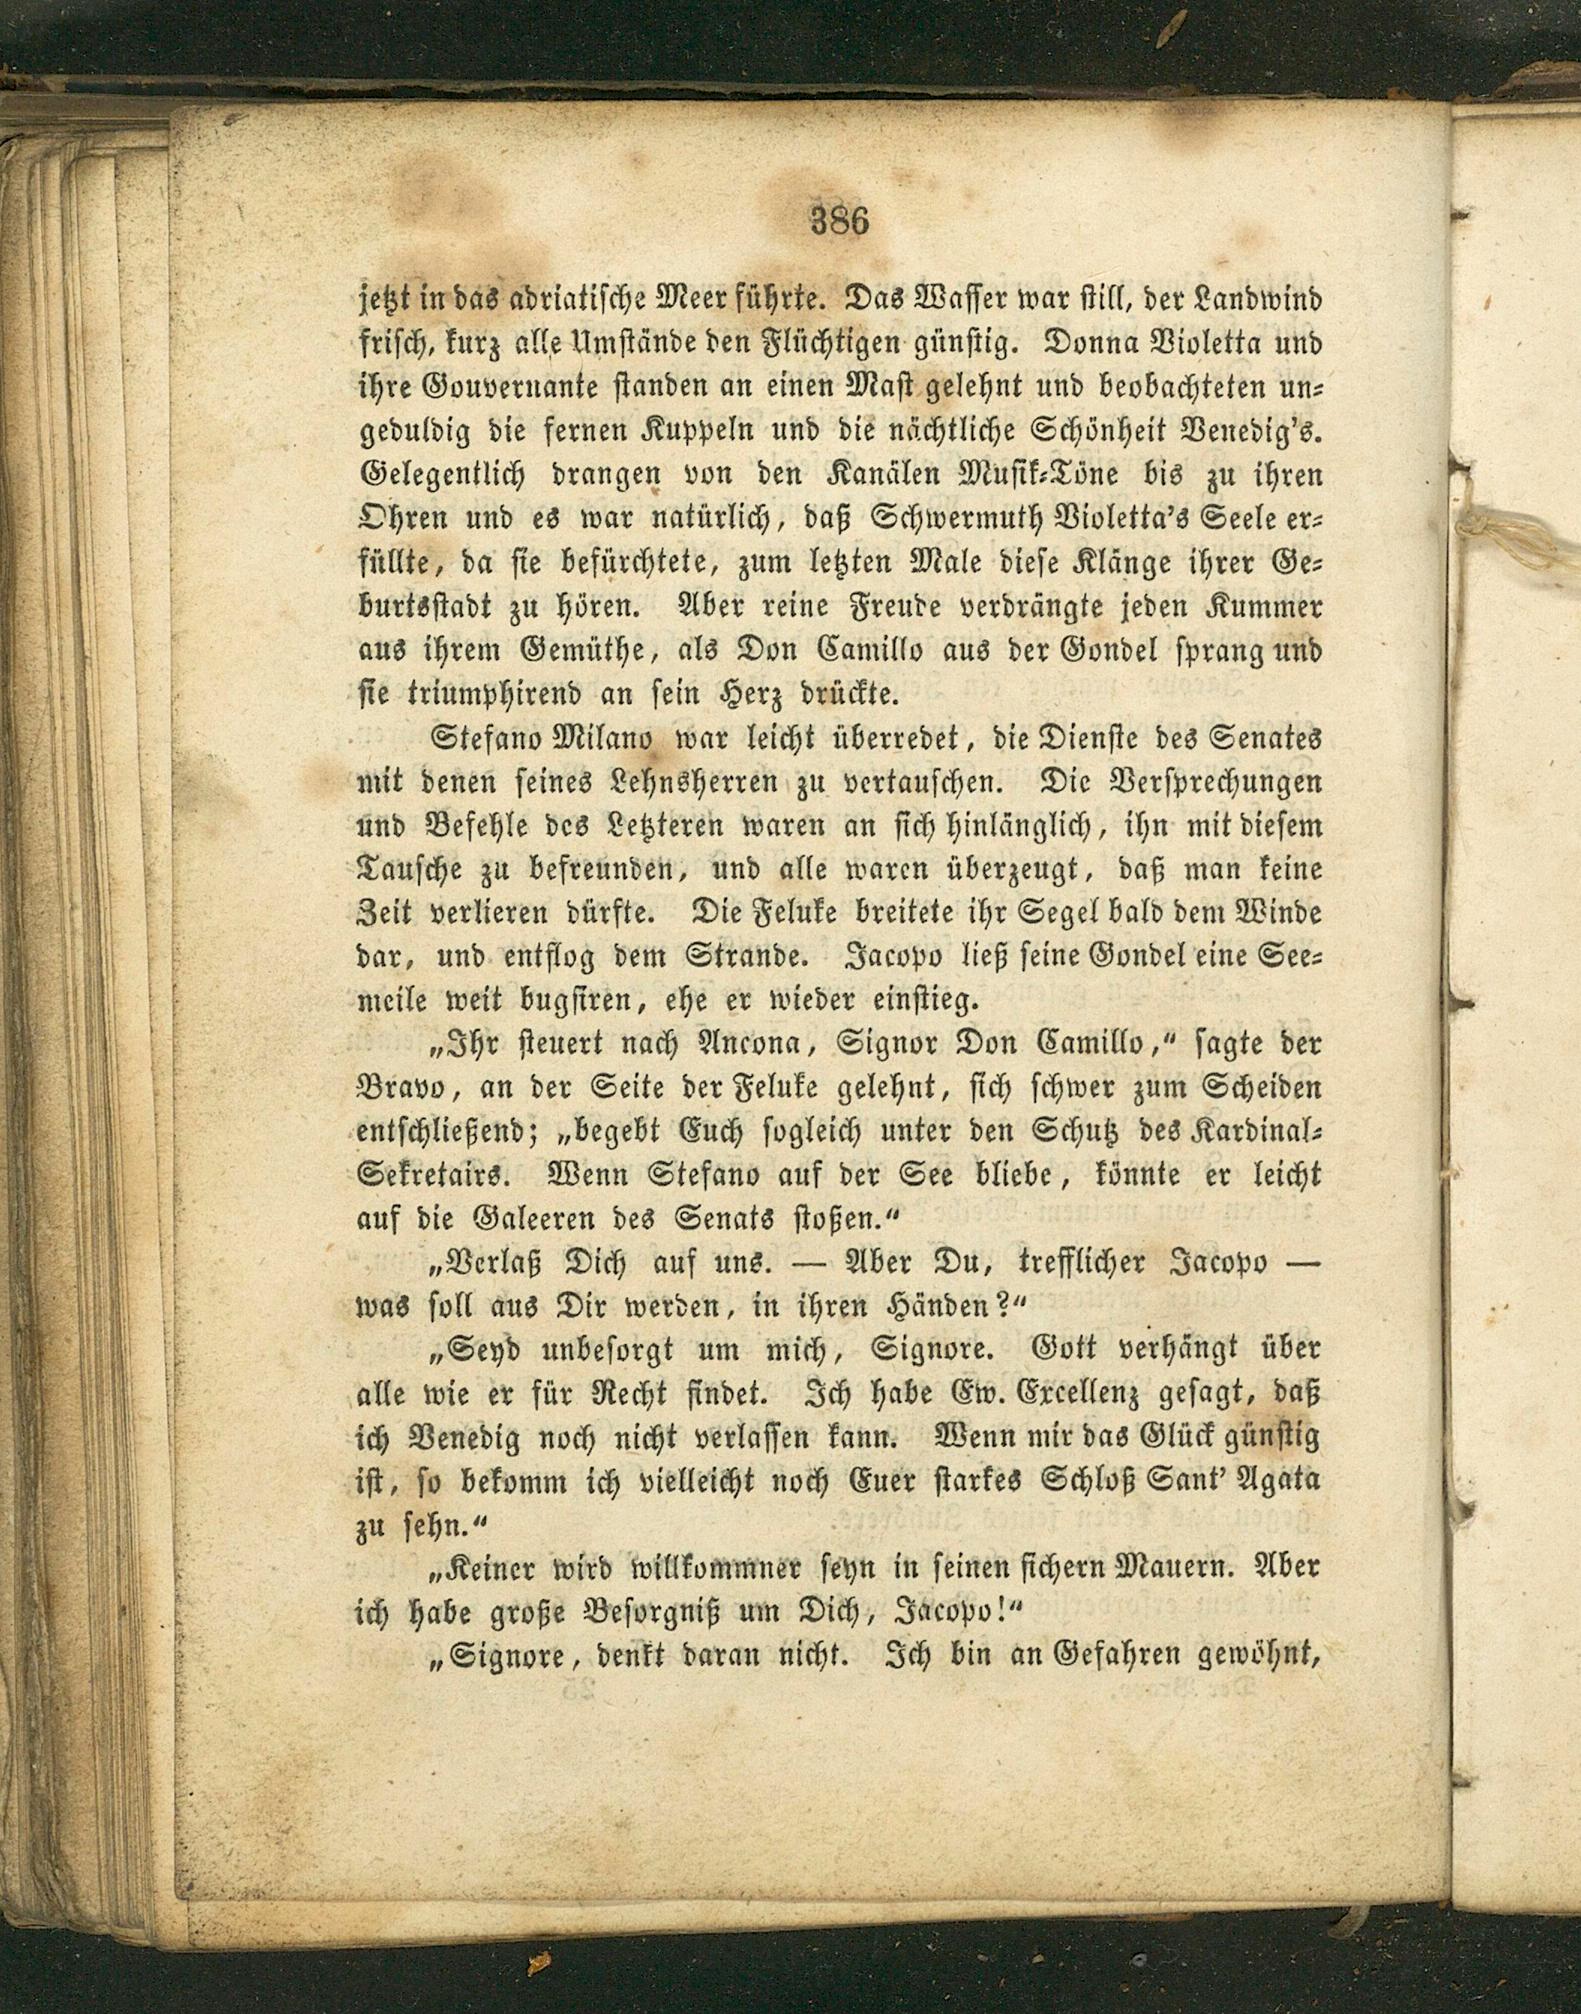 386
jetzt in das adriatische Meer führte. Das Wasser war still, der Landwind
frisch, kurz alle Umstände den Flüchtigen günstig. Donna Violetta und
ihre Gouvernante standen an einen Mast gelehnt und beobachteten un-
geduldig die fernen Kuppeln und die nächtliche Schönheit Venedig's.
Gelegentlich drangen von den Kanälen Musik-Töne bis zu ihren
Ohren und es war natürlich, daß Schwermuth Violetta's Seele er-
füllte, da sie befürchtete, zum letzten Male diese Klänge ihrer Ge-
burtsstadt zu hören. Aber reine Freude verdrängte jeden Kummer
aus ihrem Gemüthe, als Don Camillo aus der Gondel sprang und
sie triumphirend an sein Herz drückte.
Stefano Milano war leicht überredet, die Dienste des Senates
mit denen seines Lehnsherren zu vertauschen. Die Versprechungen
und Befehle des Letzteren waren an sich hinlänglich, ihn mit diesem
Tausche zu befreunden, und alle waren überzeugt, daß man keine
Zeit verlieren dürfte. Die Feluke breitete ihr Segel bald dem Winde
dar, und entflog dem Strande. Jacopo ließ seine Gondel eine See-
meile weit bugsiren, ehe er wieder einstieg.
„Ihr steuert nach Ancona, Signor Don Camillo,“ sagte der
Bravo, an der Seite der Feluke gelehnt, sich schwer zum Scheiden
entschließend; „begebt Euch sogleich unter den Schutz des Kardinal-
Sekretairs. Wenn Stefano auf der See bliebe, könnte er leicht
auf die Galeeren des Senats stoßen.“
„Verlaß Dich auf uns. — Aber Du, trefflicher Jacopo —
was soll aus Dir werden, in ihren Händen?“
„Seyd unbesorgt um mich, Signore. Gott verhängt über
alle wie er für Recht findet. Ich habe Ew. Excellenz gesagt, daß
ich Venedig noch nicht verlassen kann. Wenn mir das Glück günstig
ist, so bekomm ich vielleicht noch Euer starkes Schloß Sant' Agata
zu sehn.“
„Keiner wird willkommner seyn in seinen sichern Mauern. Aber
ich habe große Besorgniß um Dich, Jacopo!“
„Signore, denkt daran nicht. Ich bin an Gefahren gewöhnt,